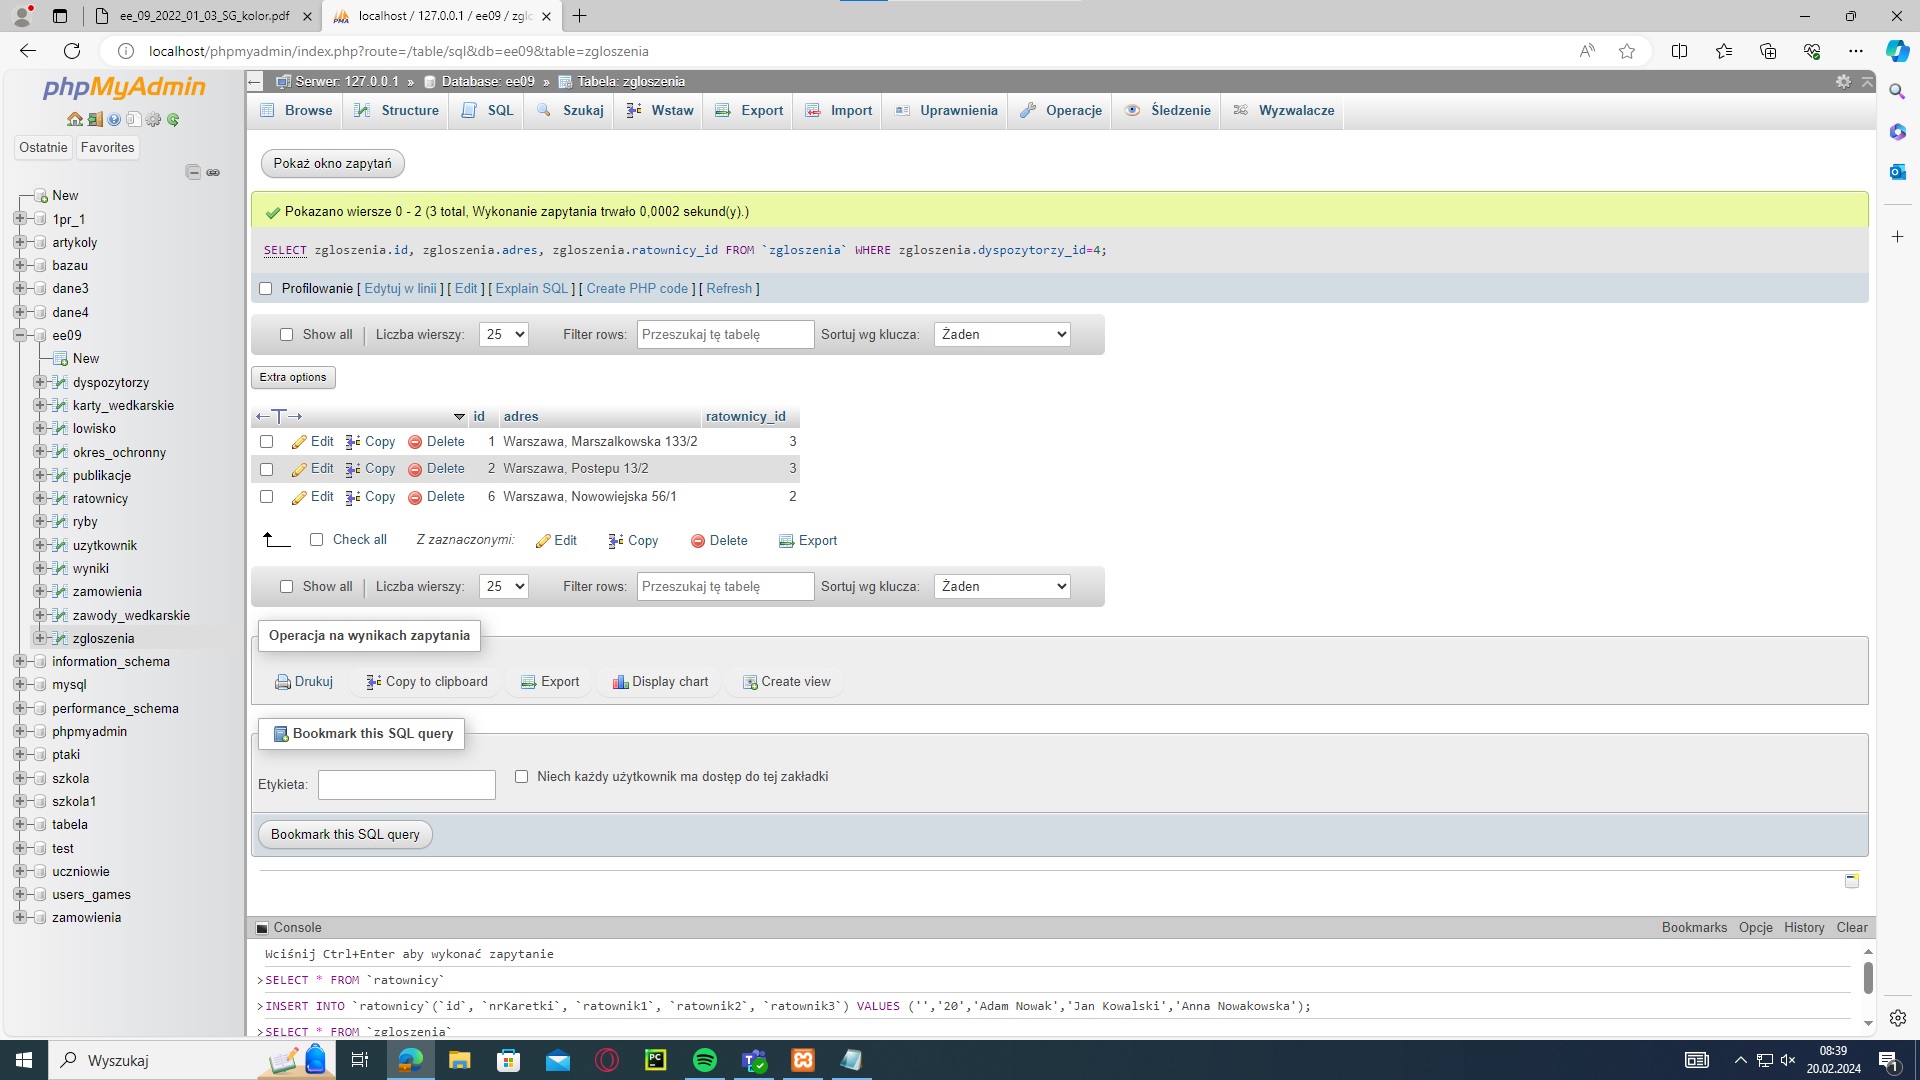 ee_09_2022_01_03_SG_kolor.pdf
localhost / 127.0.0.1 / ee09 / zglo
localhost/phpmyadmin/index.php?route=/table/sql&db=ee09&table=zgloszenia
phpMyAdmin
Ostatnie Favorites
New
1pr_1
artykoly
bazau
dane3
dane4
ee09
New
dyspozytorzy
karty_wedkarskie
lowisko
okres_ochronny
publikacje
ratownicy
ryby
uzytkownik
wyniki
zamowienia
zawody_wedkarskie
zgloszenia
information_schema
mysql
performance_schema
phpmyadmin
ptaki
szkola
szkola1
tabela
test
uczniowie
users_games
zamowienia
Serwer: 127.0.0.1 » Database: ee09 » Tabela: zgloszenia
Browse Structure SQL Szukaj Wstaw Export Import Uprawnienia Operacje Śledzenie Wyzwalacze
Pokaż okno zapytań
Pokazano wiersze 0 - 2 (3 total, Wykonanie zapytania trwało 0,0002 sekund(y).)
SELECT zgloszenia.id, zgloszenia.adres, zgloszenia.ratownicy_id FROM `zgloszenia` WHERE zgloszenia.dyspozytorzy_id=4;
Profilowanie [ Edytuj w linii ] [ Edit ] [ Explain SQL ] [ Create PHP code ] [ Refresh ]
Show all Liczba wierszy: 25 Filter rows: Przeszukaj tę tabelę Sortuj wg klucza: Żaden
Extra options
id adres ratownicy_id
Edit Copy Delete 1 Warszawa, Marszalkowska 133/2 3
Edit Copy Delete 2 Warszawa, Postepu 13/2 3
Edit Copy Delete 6 Warszawa, Nowowiejska 56/1 2
Check all Z zaznaczonymi: Edit Copy Delete Export
Show all Liczba wierszy: 25 Filter rows: Przeszukaj tę tabelę Sortuj wg klucza: Żaden
Operacja na wynikach zapytania
Drukuj Copy to clipboard Export Display chart Create view
Bookmark this SQL query
Etykieta: Niech każdy użytkownik ma dostęp do tej zakładki
Bookmark this SQL query
Console Bookmarks Opcje History Clear
Wciśnij Ctrl+Enter aby wykonać zapytanie
>SELECT * FROM `ratownicy`
>INSERT INTO `ratownicy`(`id`, `nrKaretki`, `ratownik1`, `ratownik2`, `ratownik3`) VALUES ('','20','Adam Nowak','Jan Kowalski','Anna Nowakowska');
>SELECT * FROM `zgloszenia`
Wyszukaj
08:39
20.02.2024
1